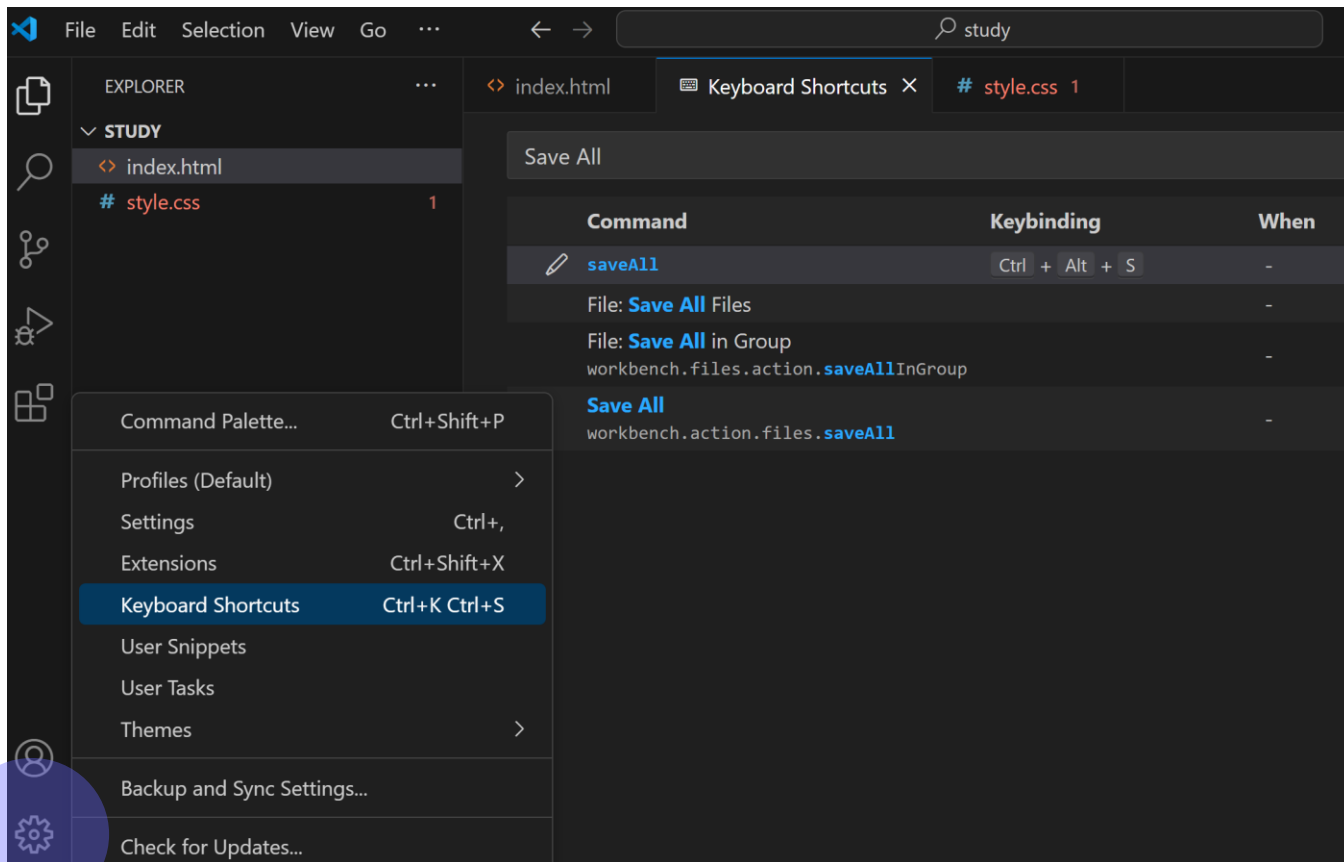 File Edit Selection View Go ··· study
EXPLORER ···
STUDY
index.html
style.css 1
index.html Keyboard Shortcuts style.css 1
Save All
Command Keybinding When
saveAll Ctrl + Alt + S -
File: Save All Files -
File: Save All in Group
workbench.files.action.saveAllInGroup -
Save All
workbench.action.files.saveAll -
Command Palette... Ctrl+Shift+P
Profiles (Default)
Settings Ctrl+,
Extensions Ctrl+Shift+X
Keyboard Shortcuts Ctrl+K Ctrl+S
User Snippets
User Tasks
Themes
Backup and Sync Settings...
Check for Updates...